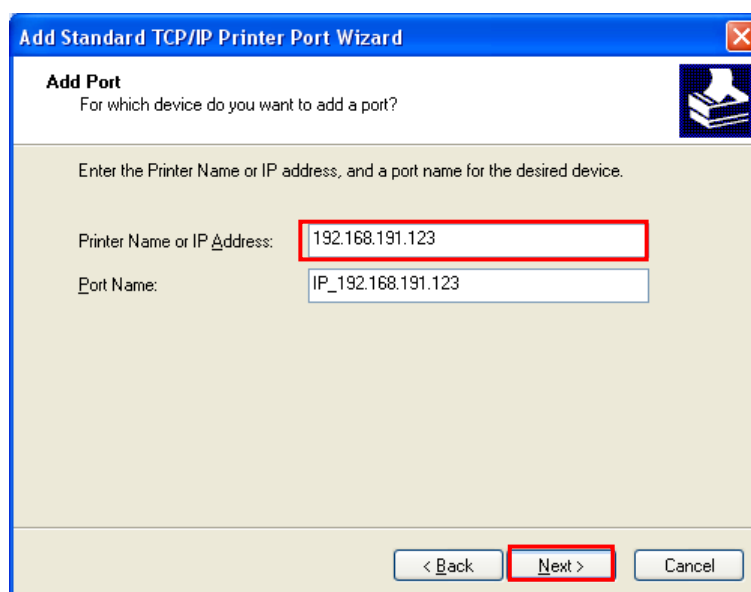 Add Standard TCP/IP Printer Port Wizard
Add Port
For which device do you want to add a port?
Enter the Printer Name or IP address, and a port name for the desired device.
Printer Name or IP Address: 192.168.191.123
Port Name: IP_192.168.191.123
< Back Next > Cancel